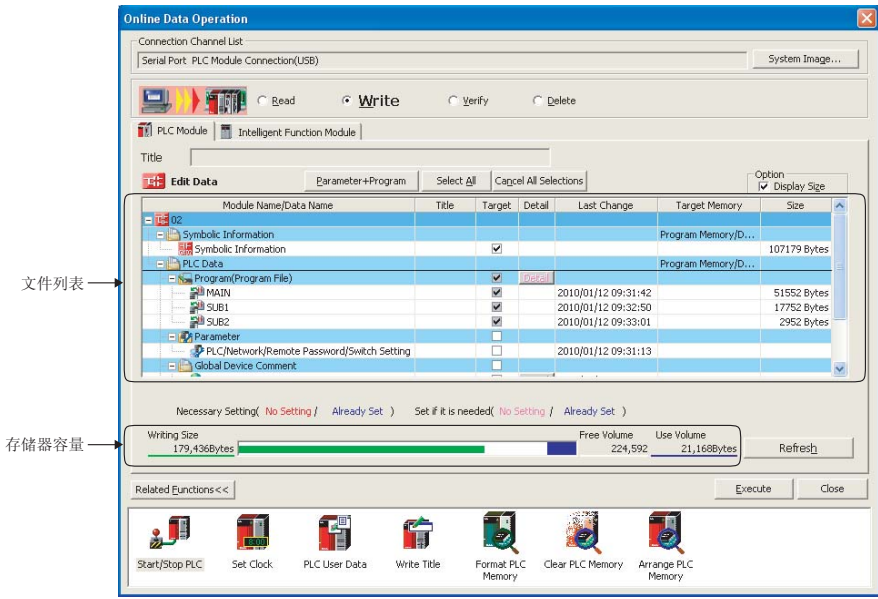 Online Data Operation
Connection Channel List
Serial Port PLC Module Connection(USB)
System Image...
Read
Write
Verify
Delete
PLC Module
Intelligent Function Module
Title
Edit Data
Parameter+Program
Select All
Cancel All Selections
Option
Display Size
Module Name/Data Name Title Target Detail Last Change Target Memory Size
02
Symbolic Information Program Memory/D...
Symbolic Information 107179 Bytes
PLC Data Program Memory/D...
Program(Program File) Detail
MAIN 2010/01/12 09:31:42 51552 Bytes
SUB1 2010/01/12 09:32:50 17752 Bytes
SUB2 2010/01/12 09:33:01 2952 Bytes
Parameter
PLC/Network/Remote Password/Switch Setting 2010/01/12 09:31:13
Global Device Comment
文件列表
Necessary Setting( No Setting / Already Set ) Set if it is needed( No Setting / Already Set )
存储器容量
Writing Size Free Volume Use Volume
179,436Bytes 224,592 21,168Bytes
Refresh
Related Functions<<
Execute
Close
Start/Stop PLC
Set Clock
PLC User Data
Write Title
Format PLC
Memory
Clear PLC Memory
Arrange PLC
Memory